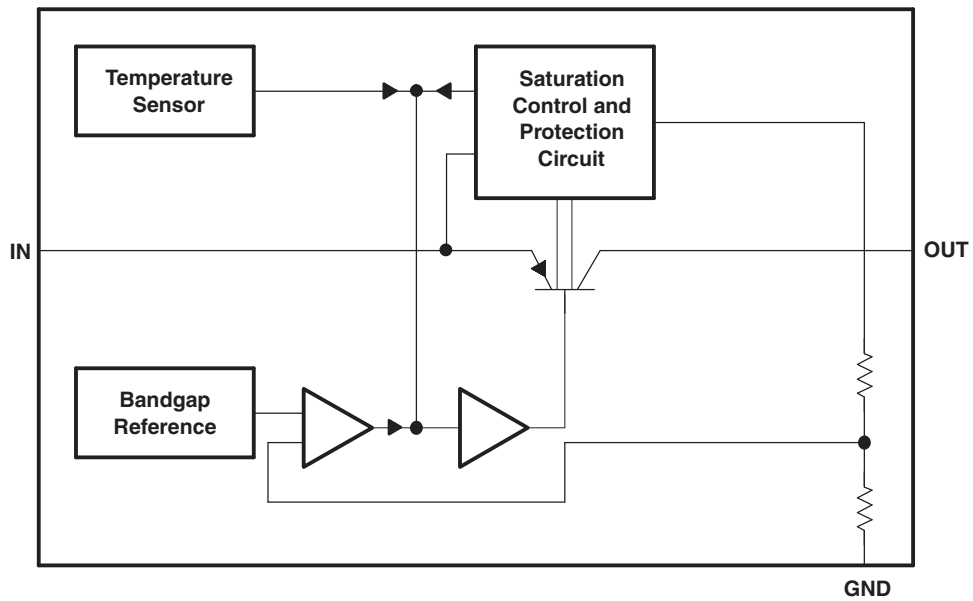 Temperature
Sensor
Saturation
Control and
Protection
Circuit
IN
OUT
Bandgap
Reference
GND